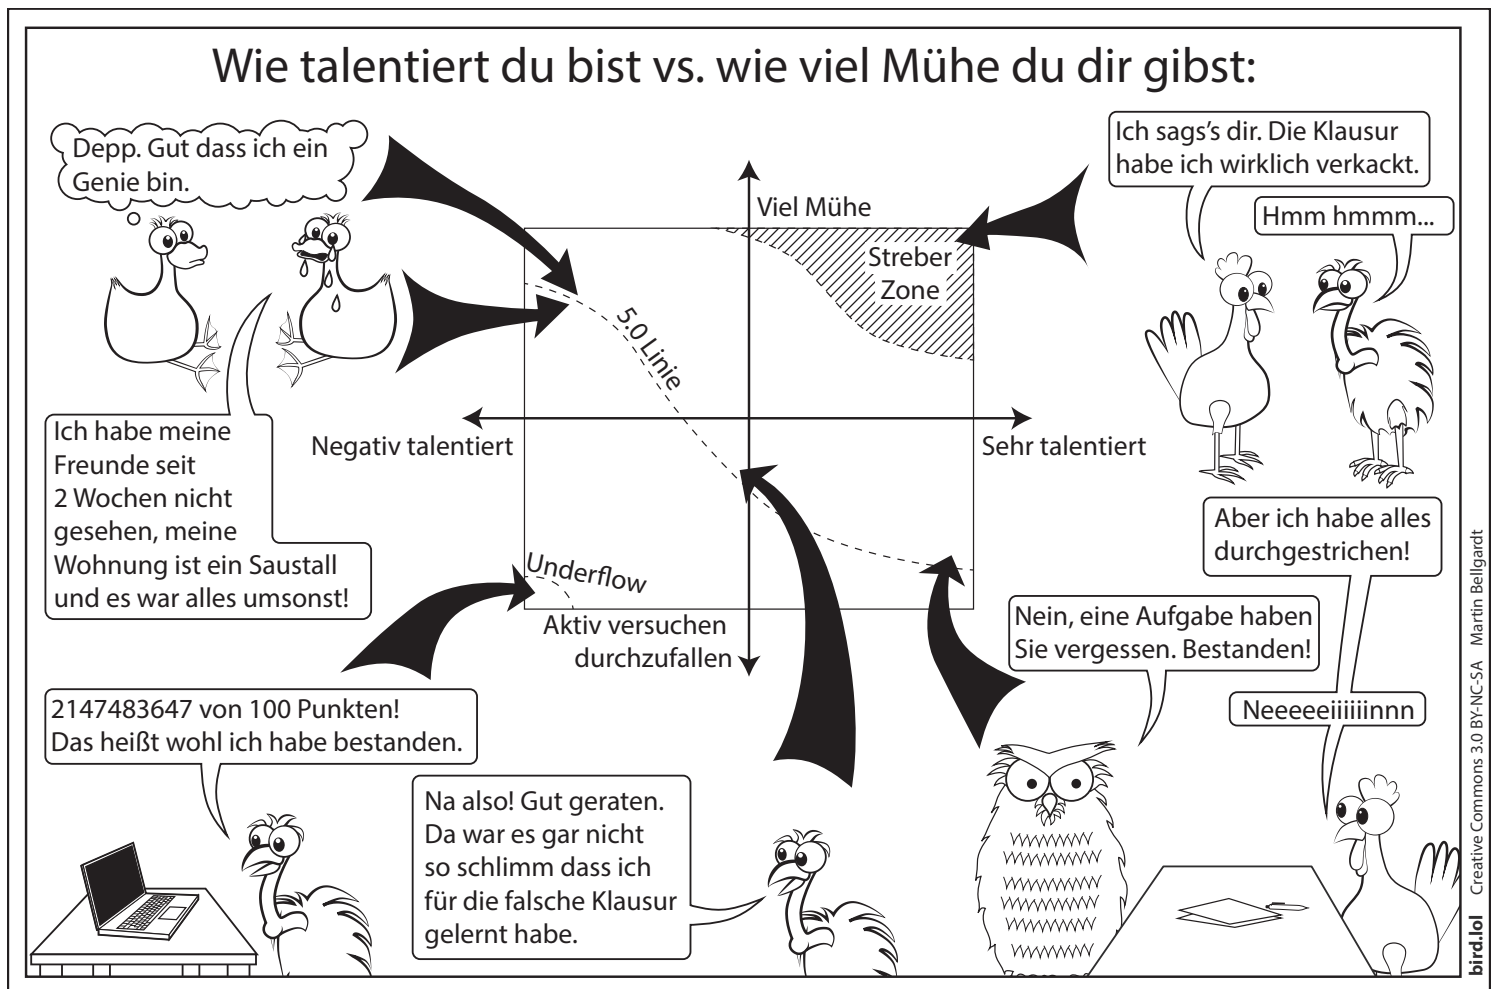 Wie talentiert du bist vs. wie viel Mühe du dir gibst:
Depp. Gut dass ich ein
Genie bin.
Ich habe meine
Freunde seit
2 Wochen nicht
gesehen, meine
Wohnung ist ein Saustall
und es war alles umsonst!
Viel Mühe
Streber
Zone
5.0 Linie
Negativ talentiert
Sehr talentiert
Underflow
Aktiv versuchen
durchzufallen
Ich sags's dir. Die Klausur
habe ich wirklich verkackt.
Hmm hmmm...
2147483647 von 100 Punkten!
Das heißt wohl ich habe bestanden.
Na also! Gut geraten.
Da war es gar nicht
so schlimm dass ich
für die falsche Klausur
gelernt habe.
Aber ich habe alles
durchgestrichen!
Nein, eine Aufgabe haben
Sie vergessen. Bestanden!
Neeeeeiiiiiinnn
bird.lol Creative Commons 3.0 BY-NC-SA Martin Bellgardt